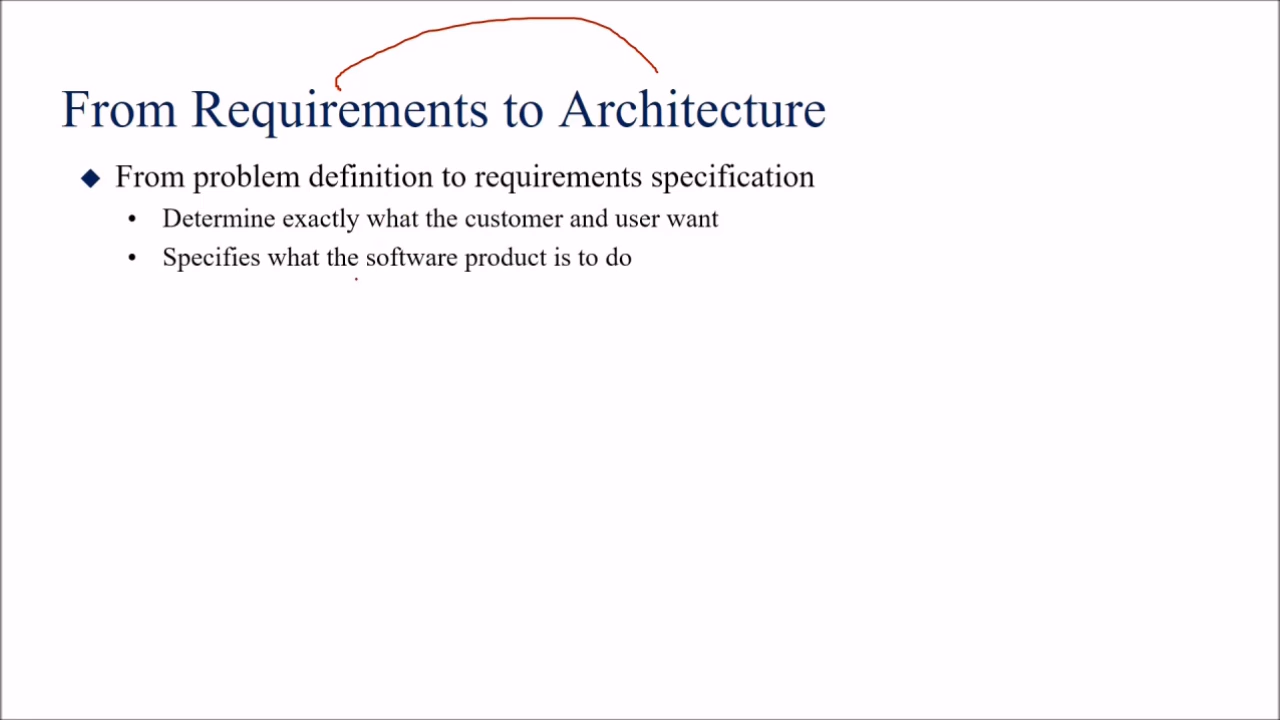 From Requirements to Architecture
◆ From problem definition to requirements specification
• Determine exactly what the customer and user want
• Specifies what the software product is to do